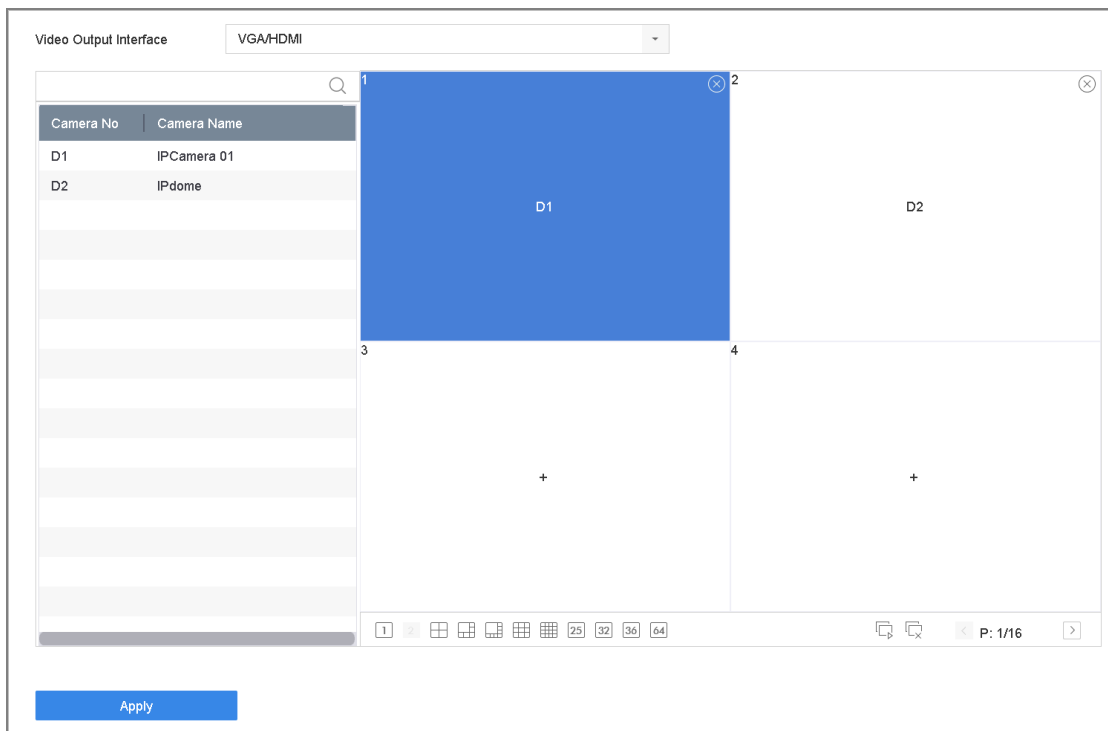 Video Output Interface VGA/HDMI
Camera No Camera Name
D1 IPCamera 01
D2 IPdome
1
D1
2
D2
3
+
4
+
1 2 25 32 36 64 P: 1/16
Apply